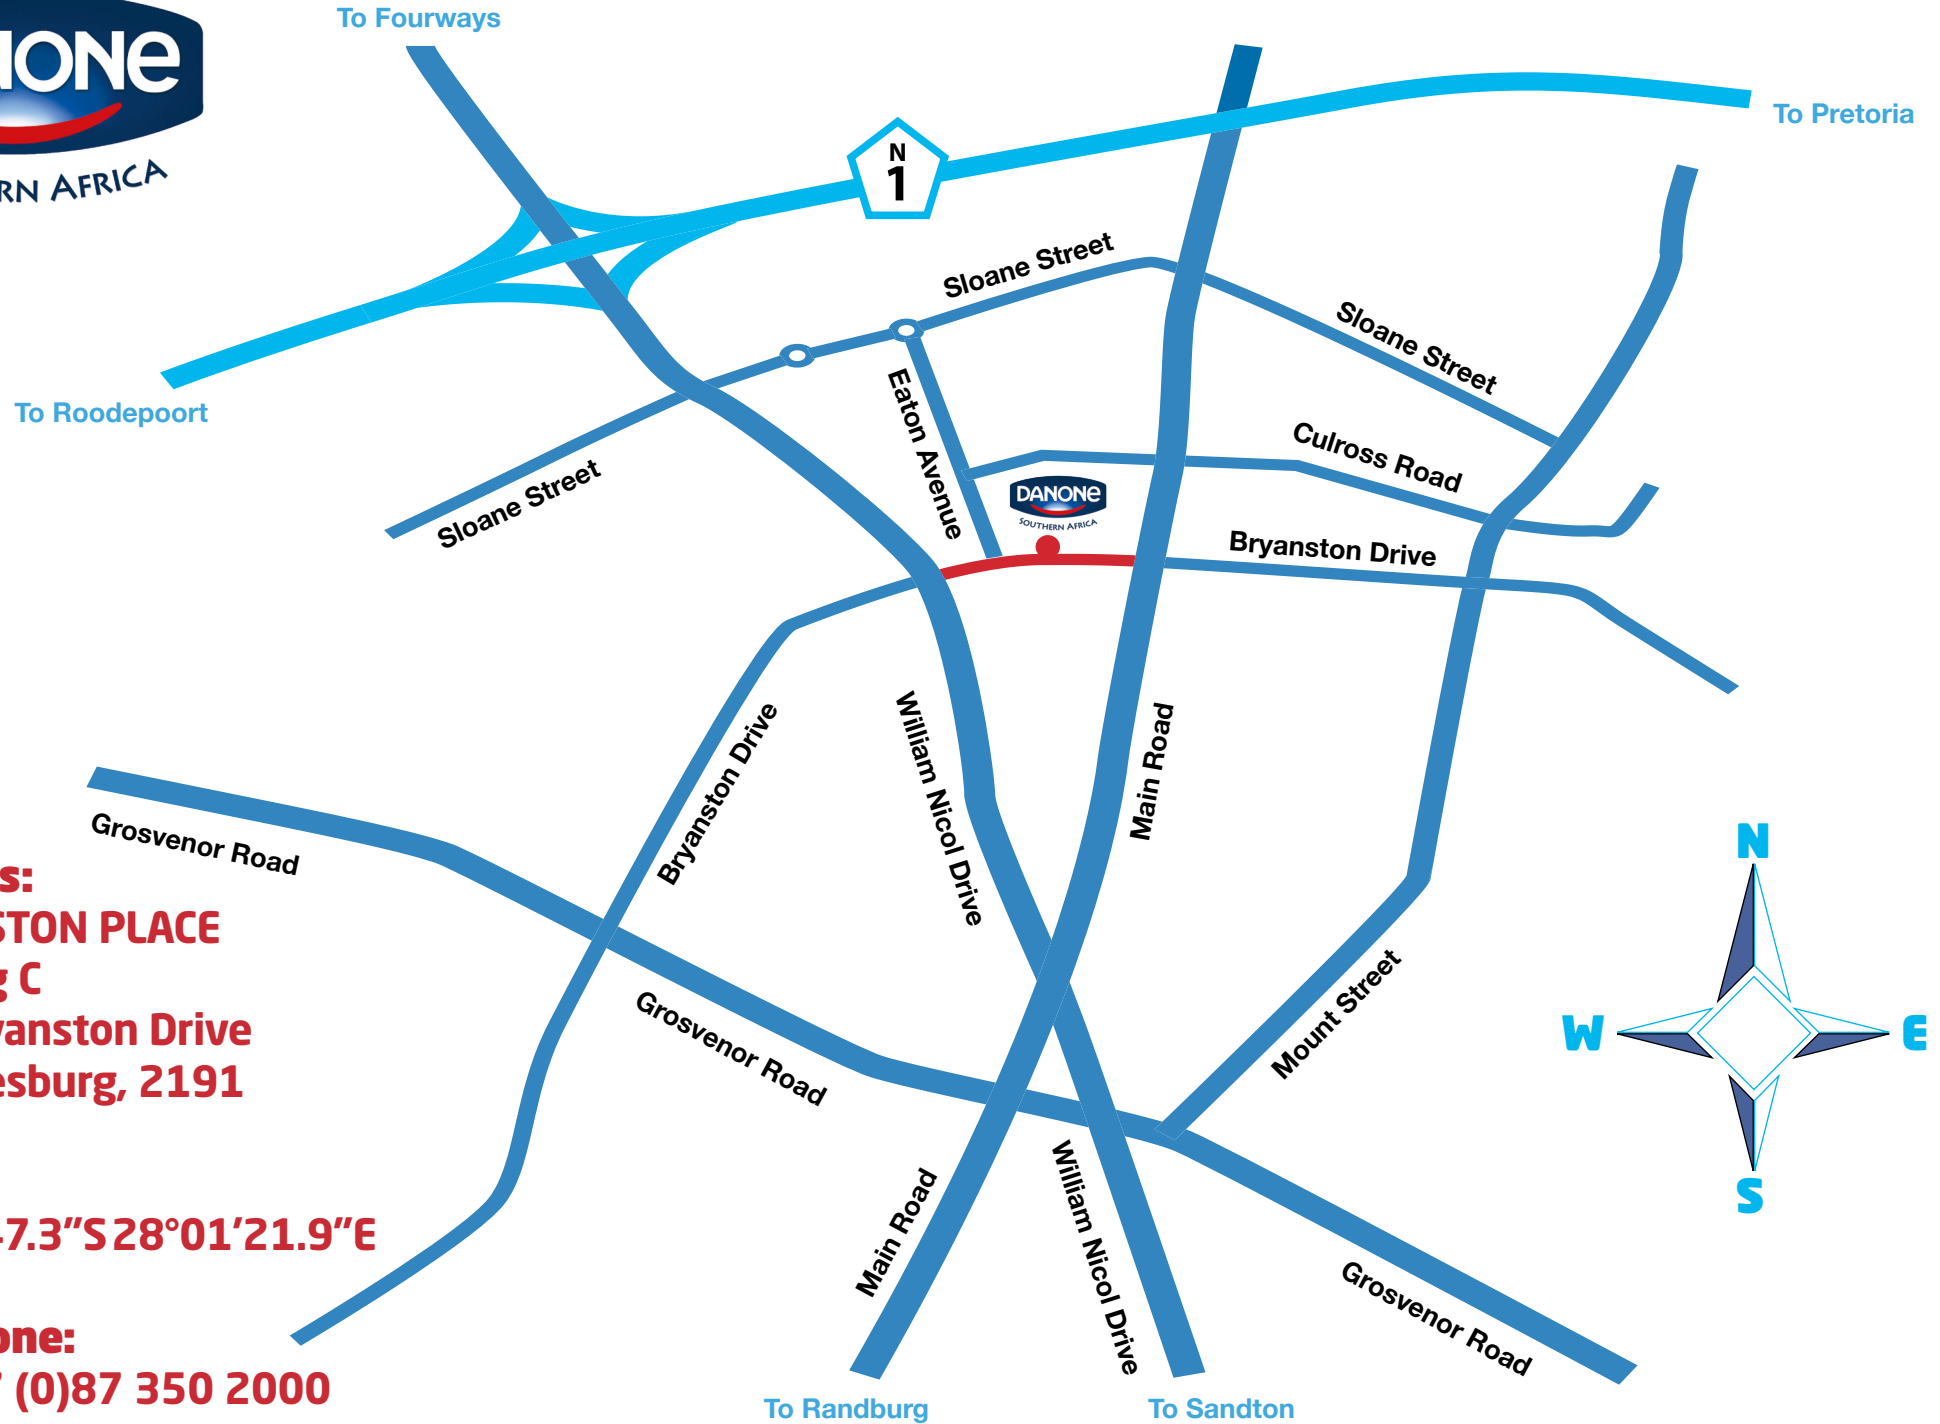 To Fourways
ONE
RN AFRICA
To Pretoria
N
1
Sloane Street
Sloane Street
To Roodepoort
Eaton Avenue
Sloane Street
Culross Road
DANONE
SOUTHERN AFRICA
Bryanston Drive
William Nicol Drive
Main Road
Bryanston Drive
Grosvenor Road
N
W
E
S
s:
STON PLACE
g C
yanston Drive
esburg, 2191
Grosvenor Road
Mount Street
47.3"S 28°01'21.9"E
Main Road
William Nicol Drive
Grosvenor Road
one:
(0)87 350 2000
To Randburg
To Sandton